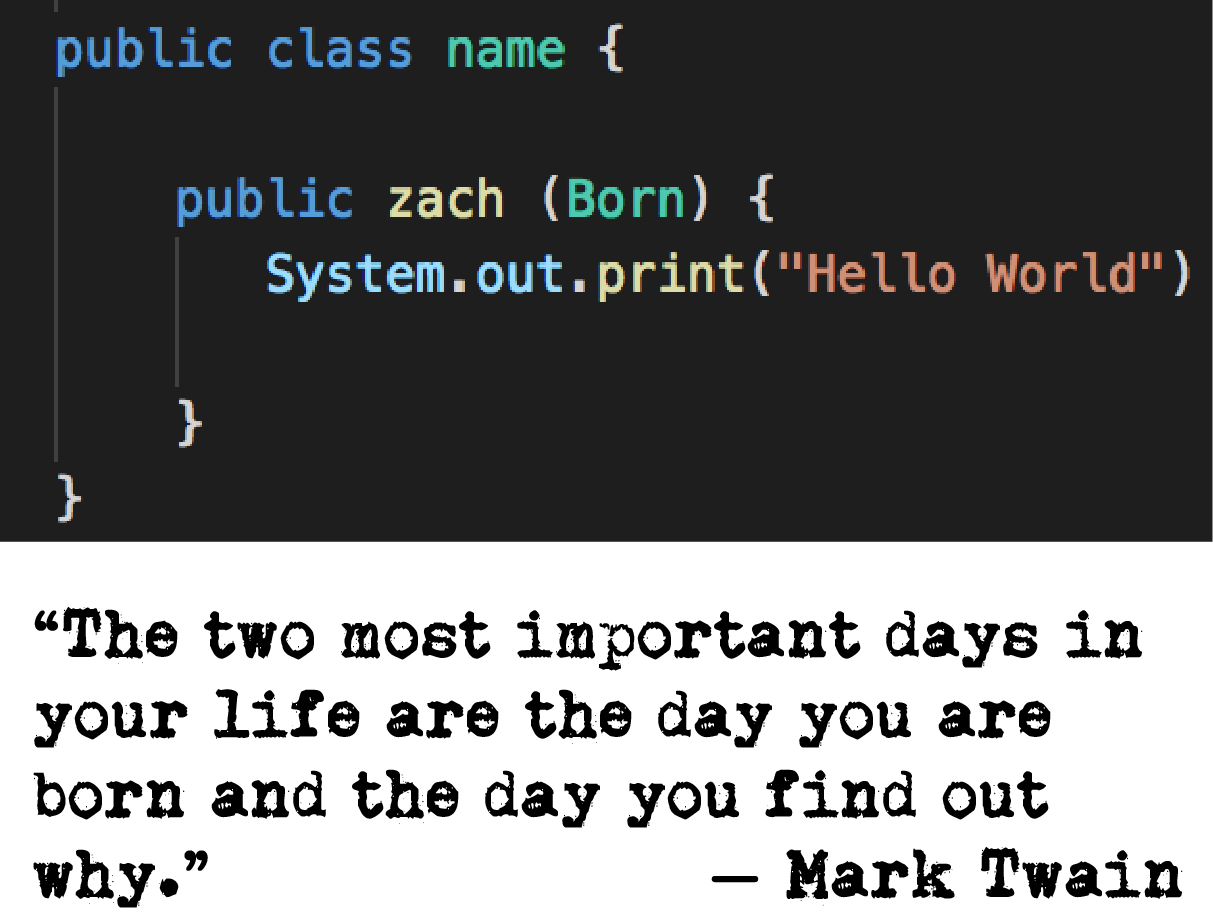 public class name {
public zach (Born) {
System.out.print("Hello World")
}
}
“The two most important days in
your life are the day you are
born and the day you find out
why.” — Mark Twain